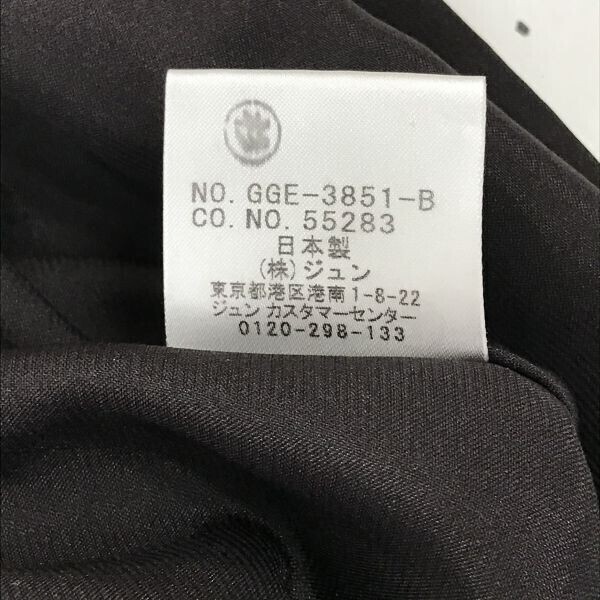 NO. GGE-3851-B
CO. NO. 55283
日本製
(株)ジュン
東京都港区港南1-8-22
ジュン カスタマーセンター
0120-298-133